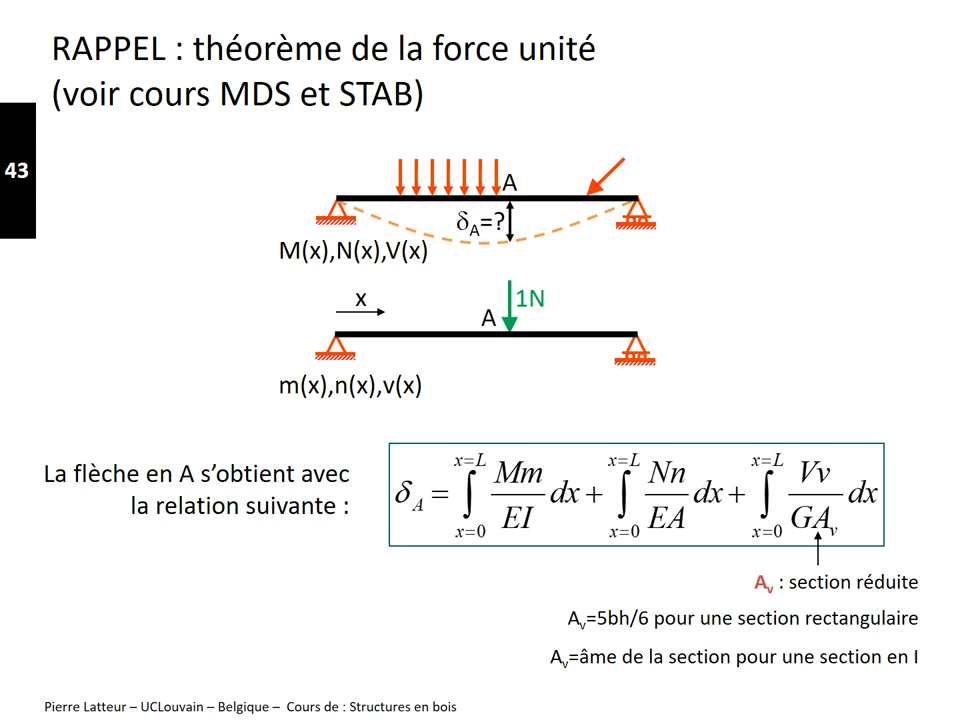 RAPPEL : théorème de la force unité
(voir cours MDS et STAB)
43
A
δA=?
M(x),N(x),V(x)
x
1N
A
m(x),n(x),v(x)
La flèche en A s’obtient avec
la relation suivante :
δ_A = ∫_{x=0}^{x=L} Mm/EI dx + ∫_{x=0}^{x=L} Nn/EA dx + ∫_{x=0}^{x=L} Vv/GA_v dx
Av : section réduite
Av=5bh/6 pour une section rectangulaire
Av=âme de la section pour une section en I
Pierre Latteur – UCLouvain – Belgique – Cours de : Structures en bois